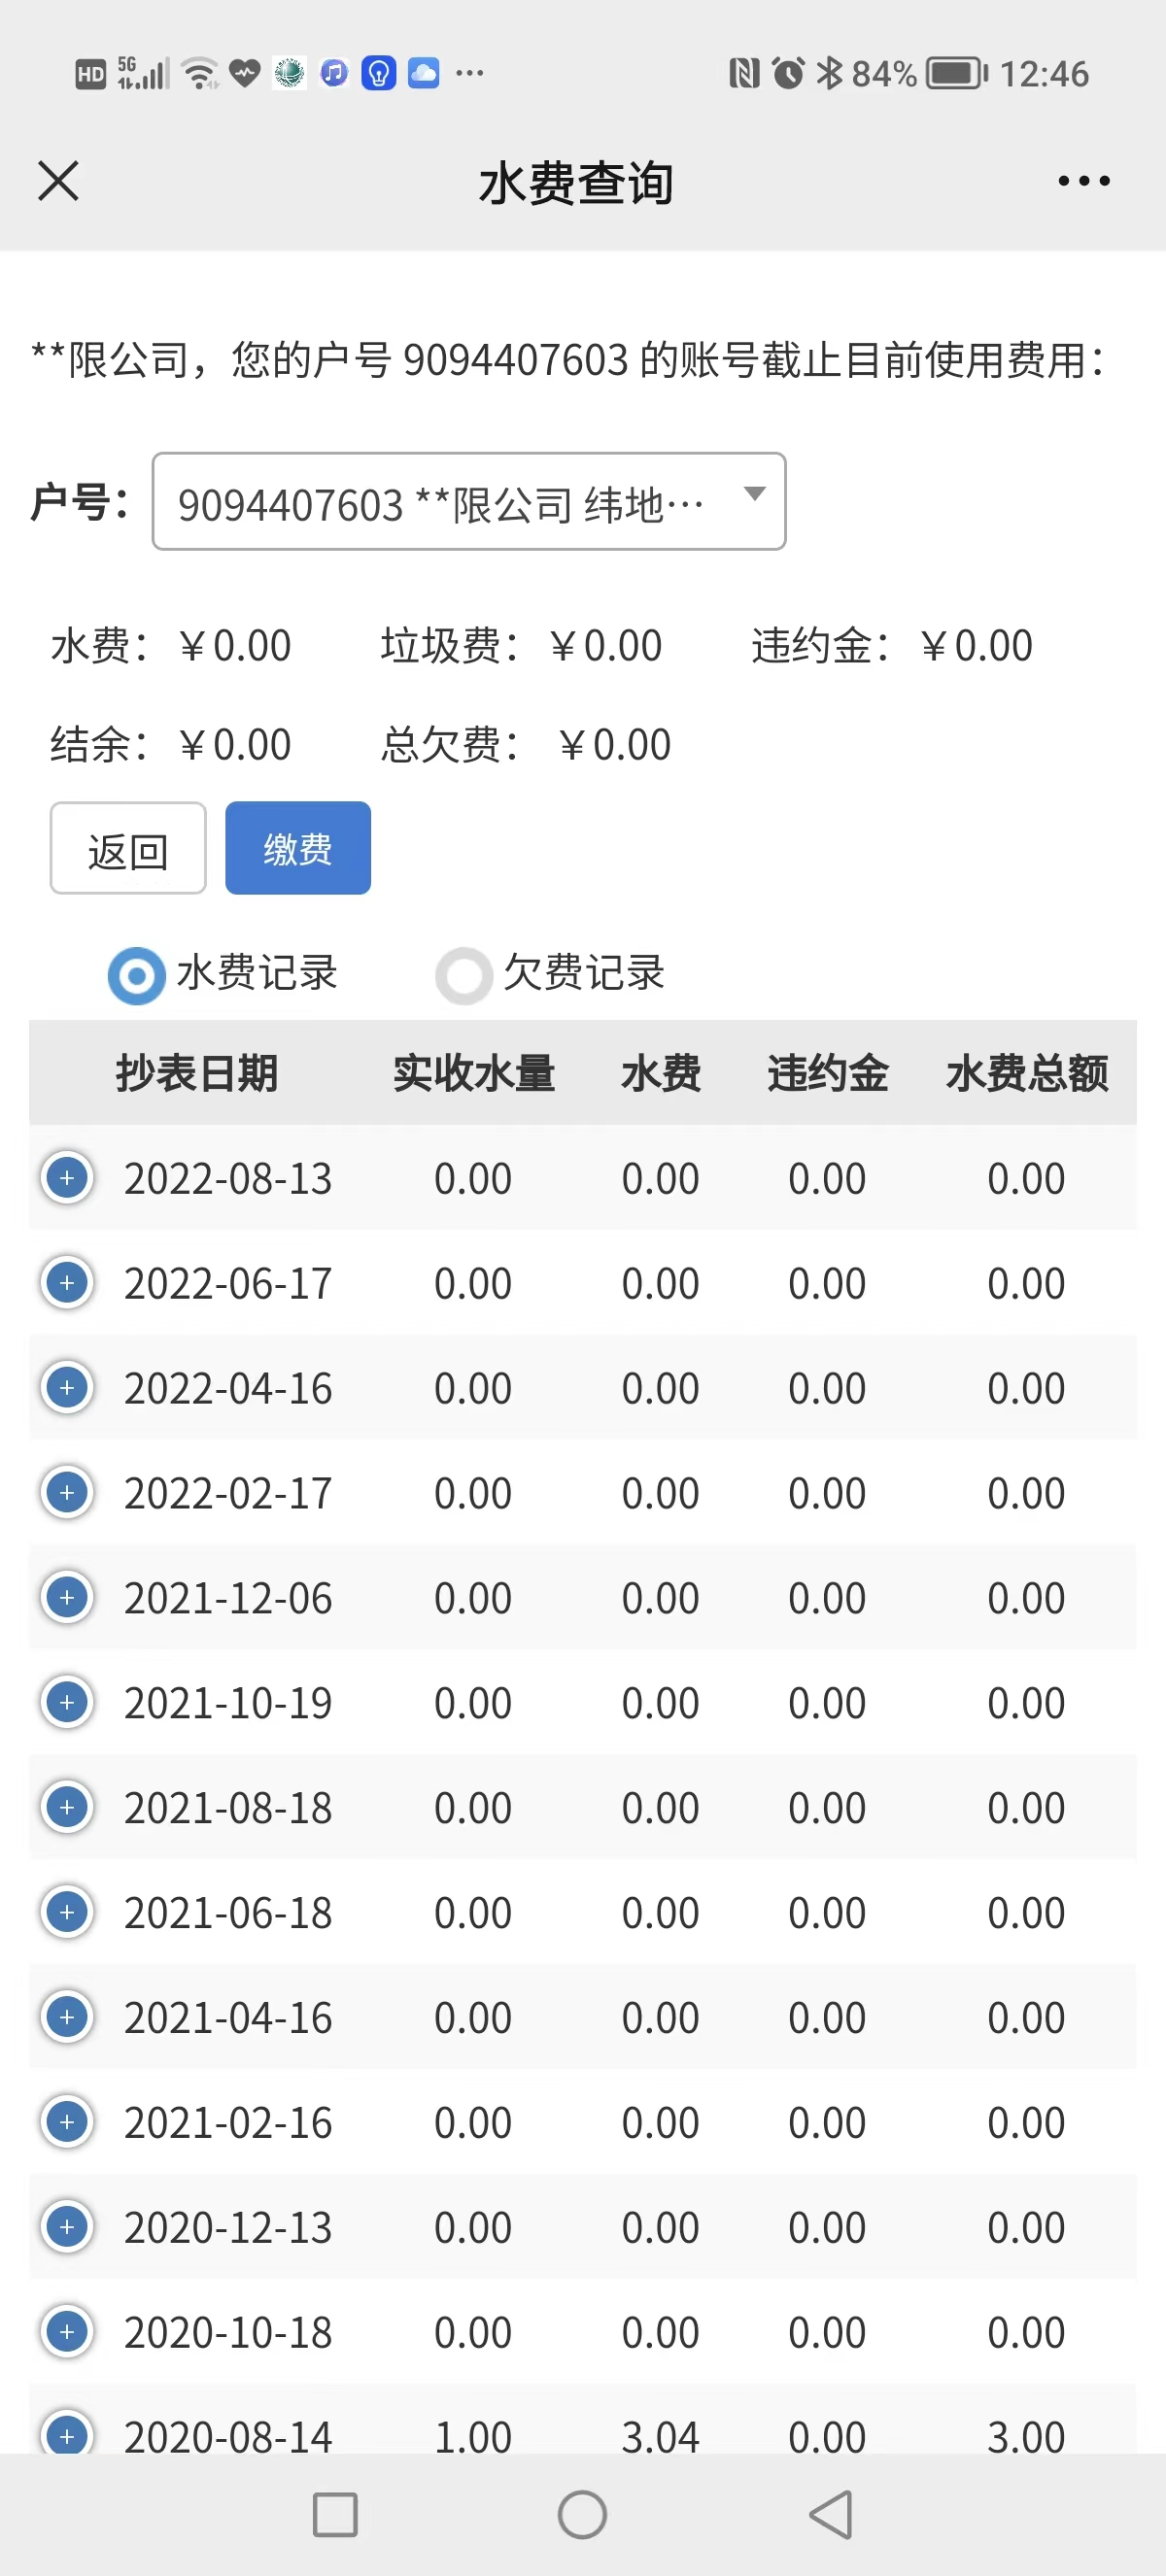 HD 5G 84% 12:46
水费查询
**限公司，您的户号 9094407603 的账号截止目前使用费用：
户号： 9094407603 **限公司 纬地…
水费：￥0.00 垃圾费：￥0.00 违约金：￥0.00
结余：￥0.00 总欠费： ￥0.00
返回 缴费
水费记录 欠费记录
抄表日期 实收水量 水费 违约金 水费总额
2022-08-13 0.00 0.00 0.00 0.00
2022-06-17 0.00 0.00 0.00 0.00
2022-04-16 0.00 0.00 0.00 0.00
2022-02-17 0.00 0.00 0.00 0.00
2021-12-06 0.00 0.00 0.00 0.00
2021-10-19 0.00 0.00 0.00 0.00
2021-08-18 0.00 0.00 0.00 0.00
2021-06-18 0.00 0.00 0.00 0.00
2021-04-16 0.00 0.00 0.00 0.00
2021-02-16 0.00 0.00 0.00 0.00
2020-12-13 0.00 0.00 0.00 0.00
2020-10-18 0.00 0.00 0.00 0.00
2020-08-14 1.00 3.04 0.00 3.00